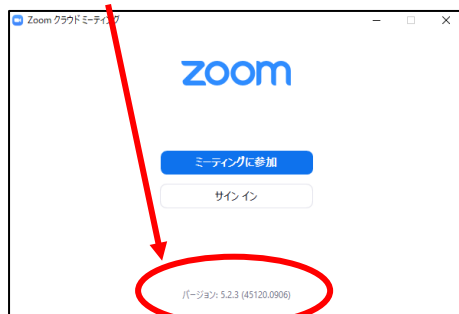 Zoom クラウド ミーティング
zoom
ミーティングに参加
サイン イン
バージョン: 5.2.3 (45120.0906)